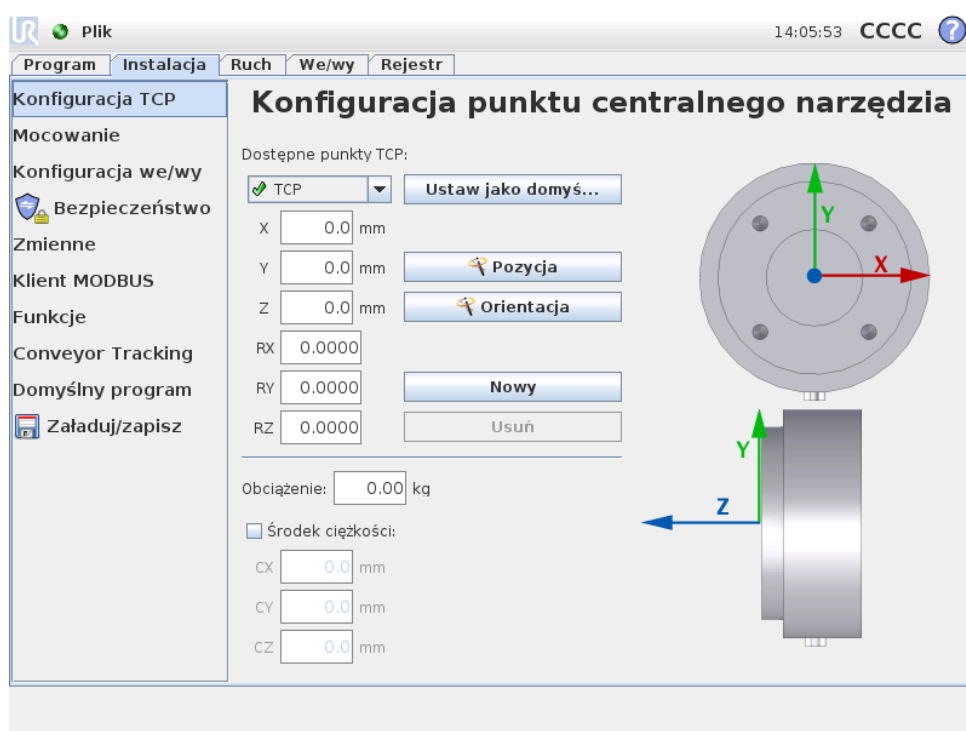 UR Plik 14:05:53 CCCC ?
Program Instalacja Ruch We/wy Rejestr
Konfiguracja TCP
Mocowanie
Konfiguracja we/wy
Bezpieczeństwo
Zmienne
Klient MODBUS
Funkcje
Conveyor Tracking
Domyślny program
Załaduj/zapisz
Konfiguracja punktu centralnego narzędzia
Dostępne punkty TCP:
TCP Ustaw jako domyś...
X 0.0 mm
Y 0.0 mm Pozycja
Z 0.0 mm Orientacja
RX 0.0000
RY 0.0000 Nowy
RZ 0.0000 Usuń
Obciążenie: 0.00 kg
Środek ciężkości:
CX 0.0 mm
CY 0.0 mm
CZ 0.0 mm
Y
X
Y
Z